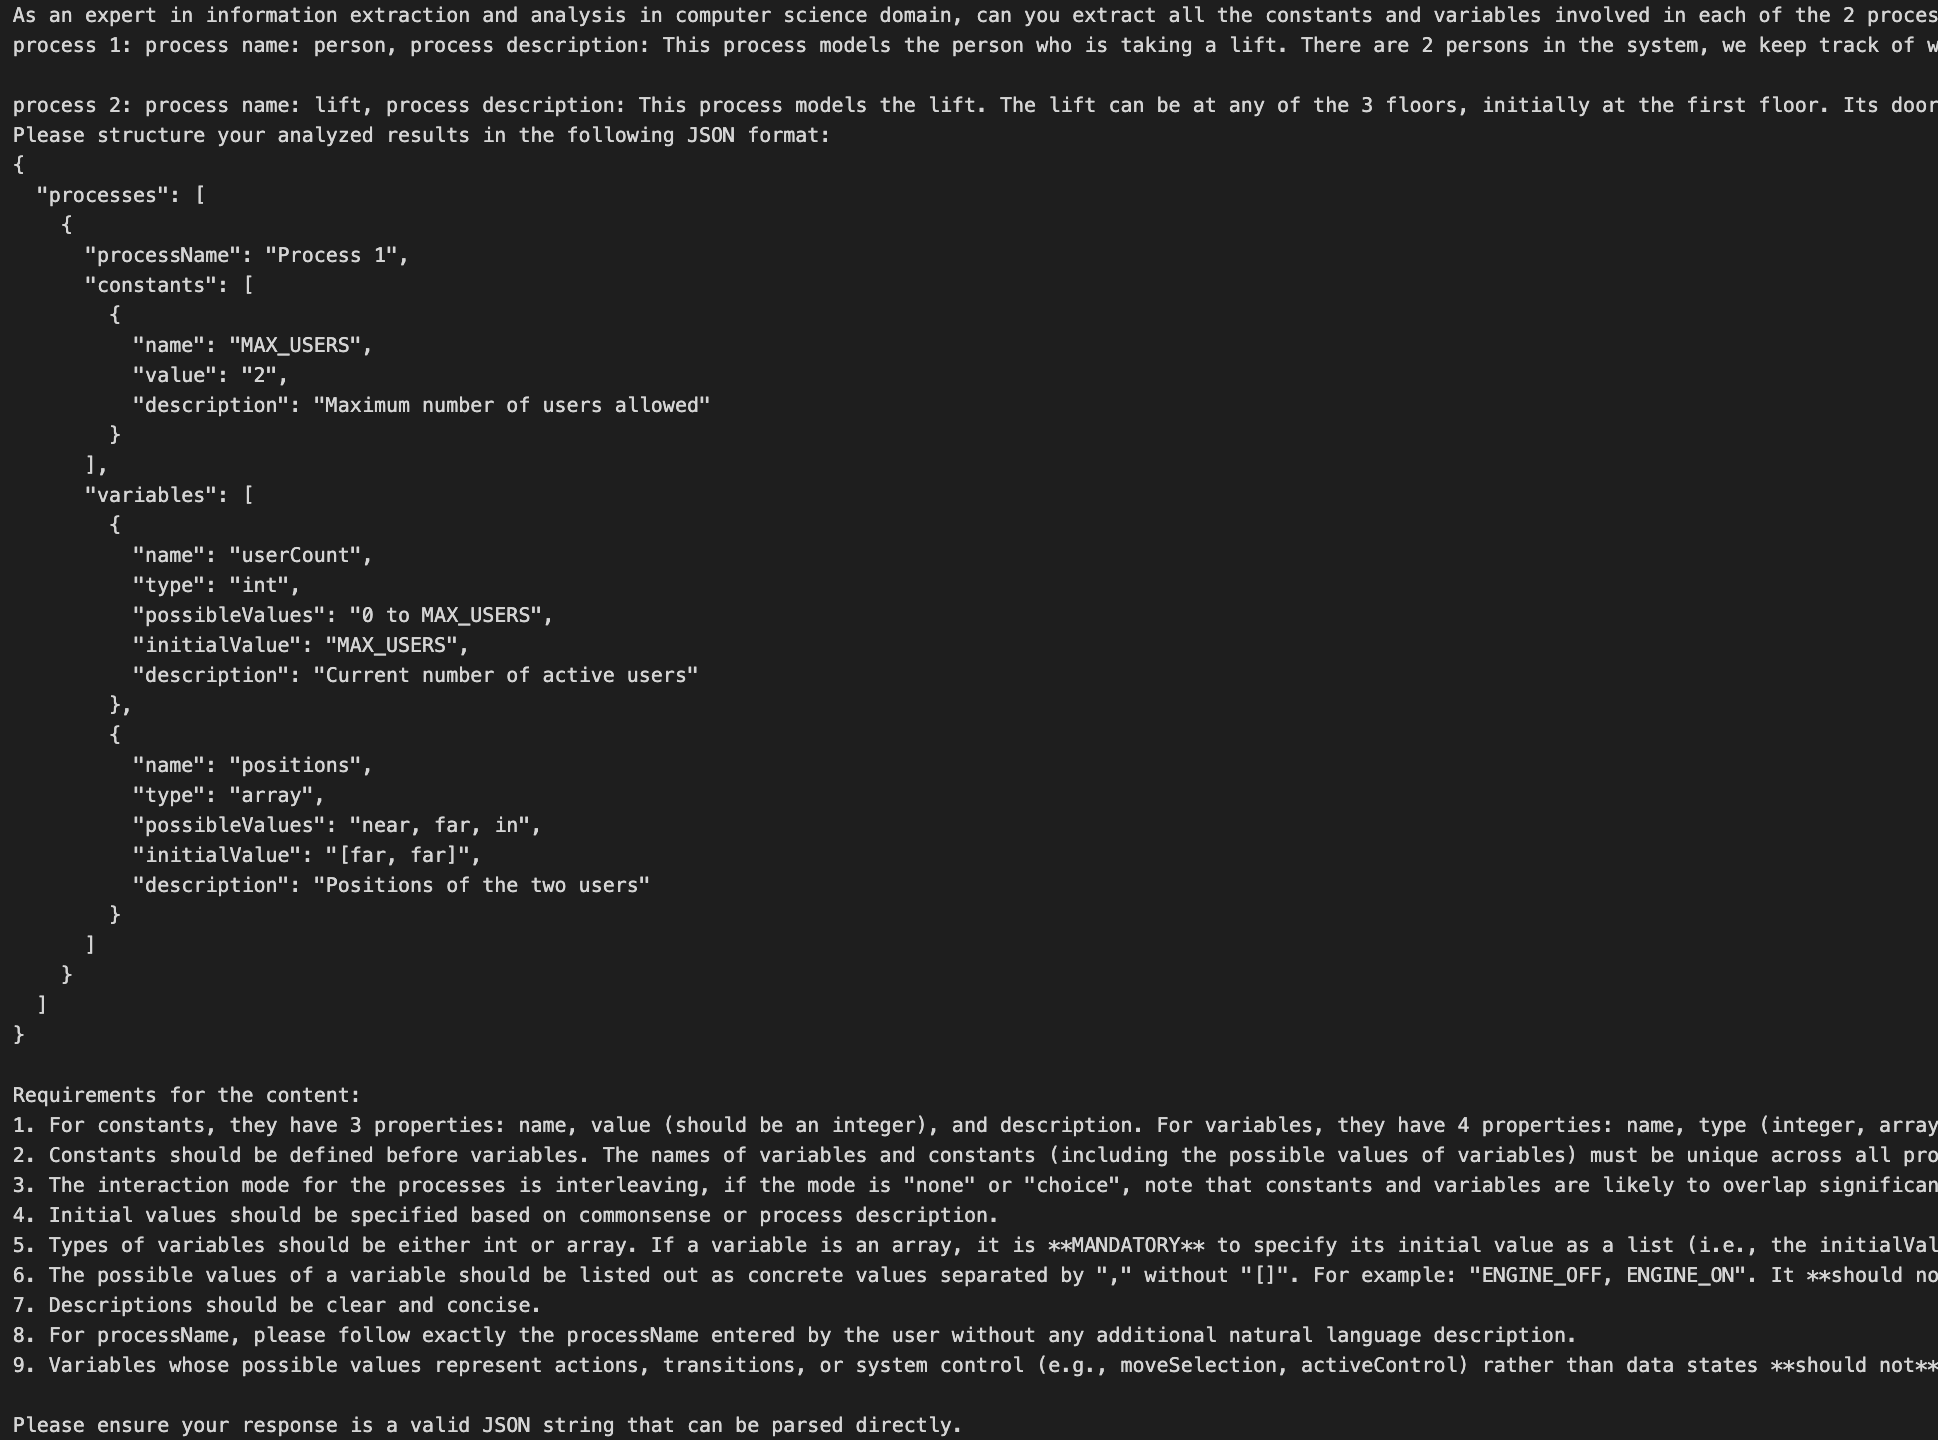 As an expert in information extraction and analysis in computer science domain, can you extract all the constants and variables involved in each of the 2 proces
process 1: process name: person, process description: This process models the person who is taking a lift. There are 2 persons in the system, we keep track of w
process 2: process name: lift, process description: This process models the lift. The lift can be at any of the 3 floors, initially at the first floor. Its door
Please structure your analyzed results in the following JSON format:
{
  "processes": [
    {
      "processName": "Process 1",
      "constants": [
        {
          "name": "MAX_USERS",
          "value": "2",
          "description": "Maximum number of users allowed"
        }
      ],
      "variables": [
        {
          "name": "userCount",
          "type": "int",
          "possibleValues": "0 to MAX_USERS",
          "initialValue": "MAX_USERS",
          "description": "Current number of active users"
        },
        {
          "name": "positions",
          "type": "array",
          "possibleValues": "near, far, in",
          "initialValue": "[far, far]",
          "description": "Positions of the two users"
        }
      ]
    }
  ]
}
Requirements for the content:
1. For constants, they have 3 properties: name, value (should be an integer), and description. For variables, they have 4 properties: name, type (integer, array
2. Constants should be defined before variables. The names of variables and constants (including the possible values of variables) must be unique across all pro
3. The interaction mode for the processes is interleaving, if the mode is "none" or "choice", note that constants and variables are likely to overlap significan
4. Initial values should be specified based on commonsense or process description.
5. Types of variables should be either int or array. If a variable is an array, it is **MANDATORY** to specify its initial value as a list (i.e., the initialVal
6. The possible values of a variable should be listed out as concrete values separated by "," without "[]". For example: "ENGINE_OFF, ENGINE_ON". It **should no
7. Descriptions should be clear and concise.
8. For processName, please follow exactly the processName entered by the user without any additional natural language description.
9. Variables whose possible values represent actions, transitions, or system control (e.g., moveSelection, activeControl) rather than data states **should not**
Please ensure your response is a valid JSON string that can be parsed directly.